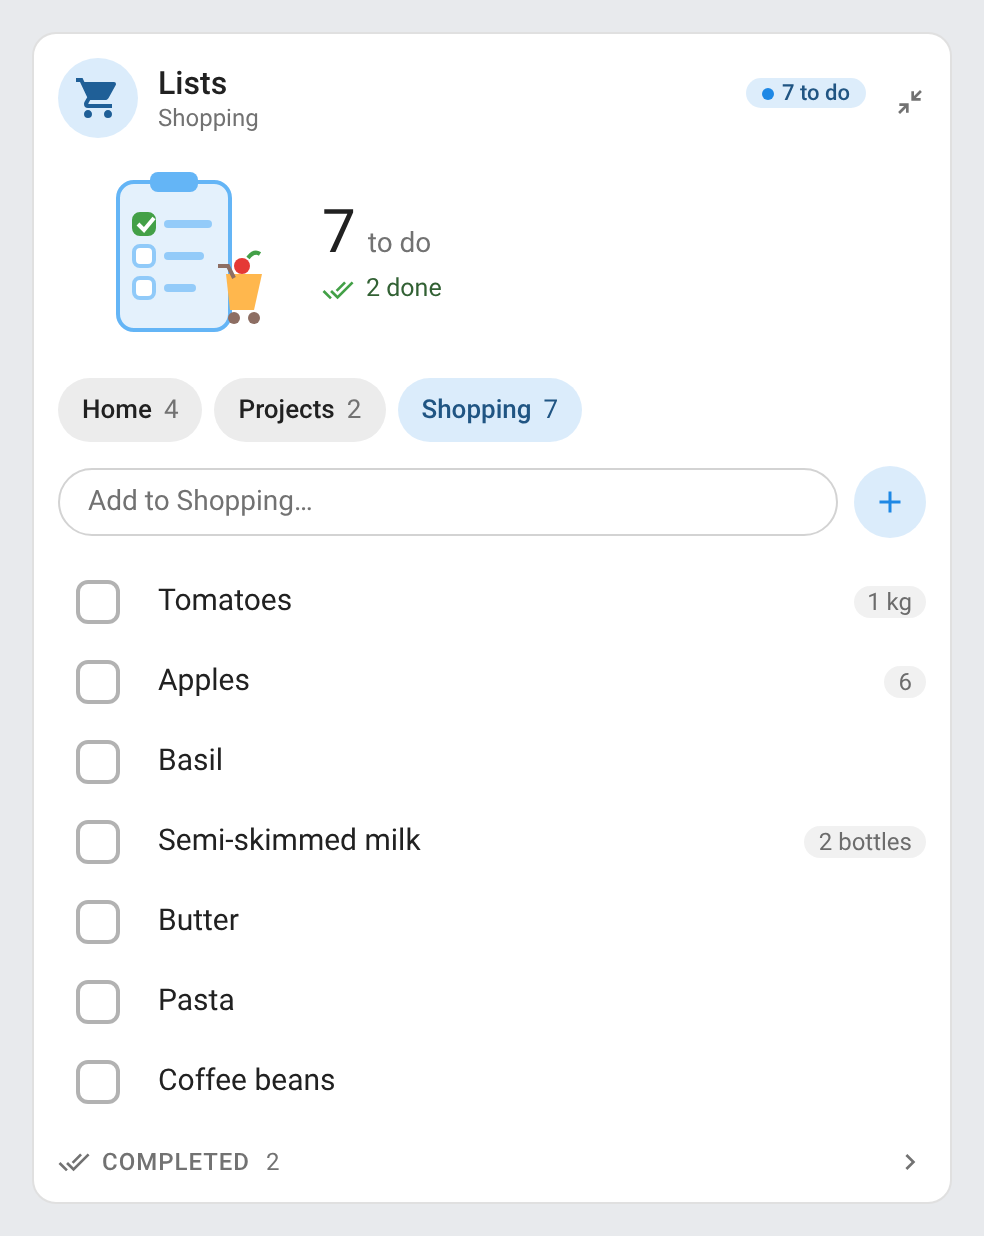 Lists
Shopping
7 to do
7 to do
2 done
Home 4
Projects 2
Shopping 7
Add to Shopping...
Tomatoes
1 kg
Apples
6
Basil
Semi-skimmed milk
2 bottles
Butter
Pasta
Coffee beans
COMPLETED 2